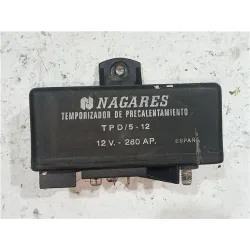 NAGARES
TEMPORIZADOR DE PRECALENTAMIENTO
TPD/5-12
12 V. - 280 AP.
ESPAÑA